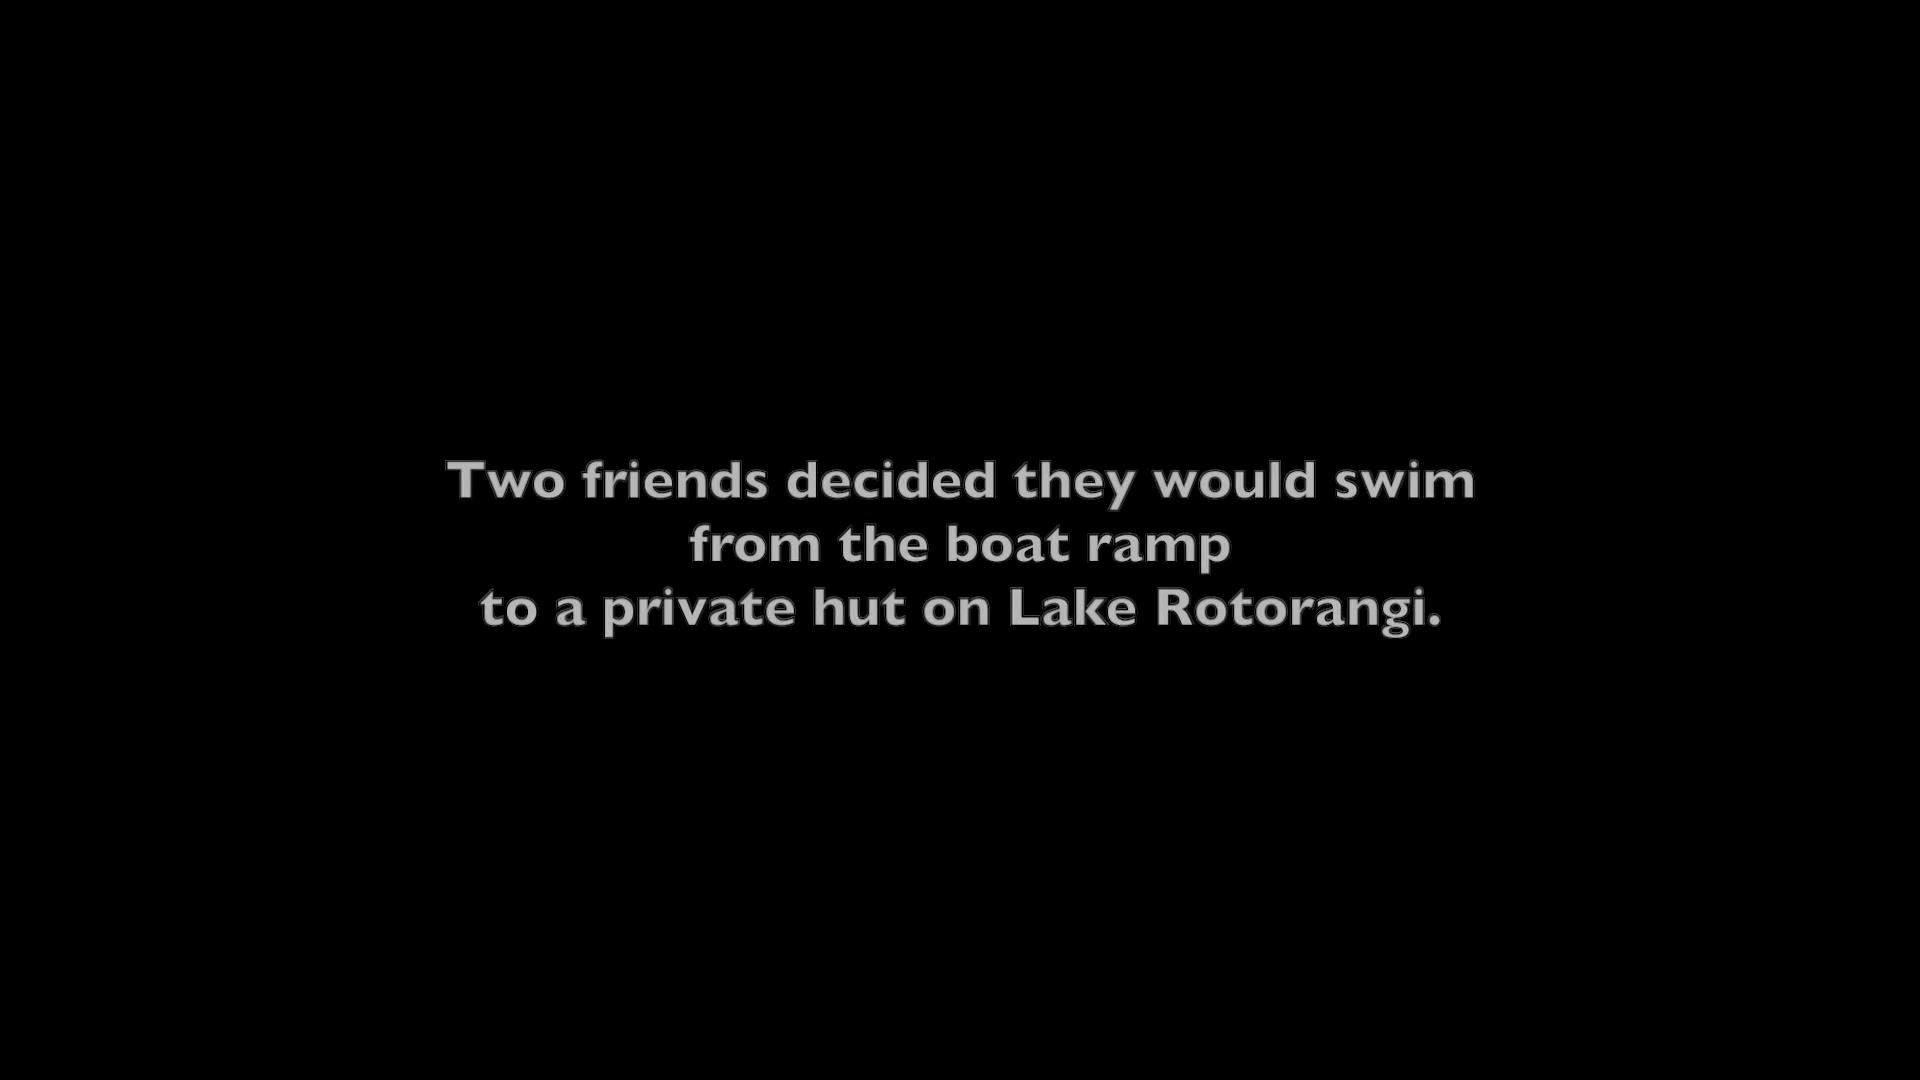 Two friends decided they would swim
from the boat ramp
to a private hut on Lake Rotorangi.